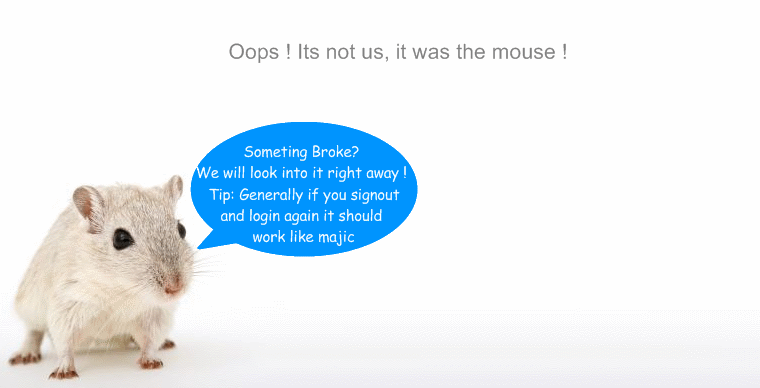 Oops ! Its not us, it was the mouse !
Someting Broke?
We will look into it right away !
Tip: Generally if you signout
and login again it should
work like majic